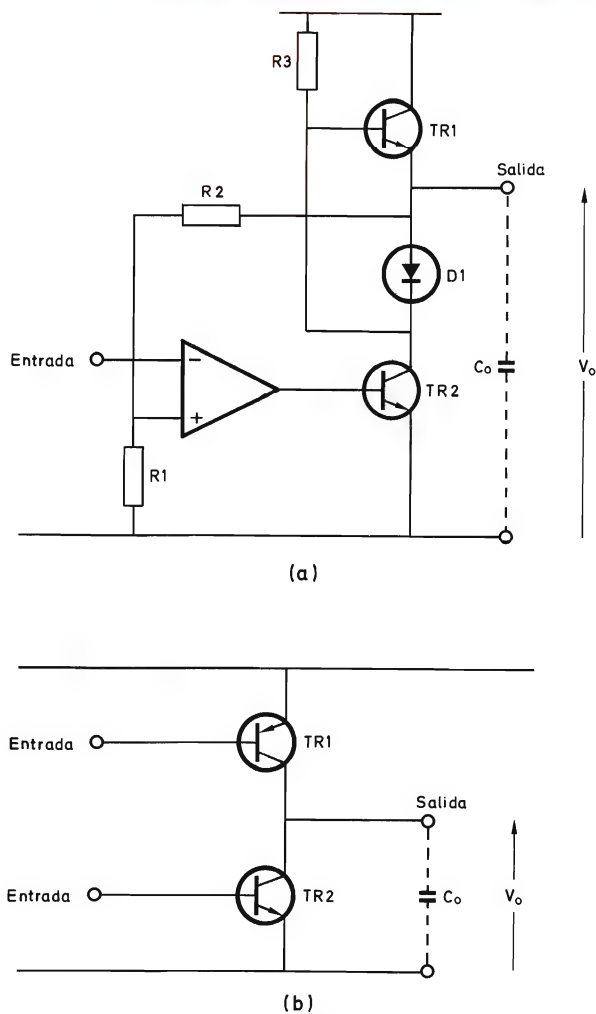 R3
TR1
Salida
R2
D1
Entrada
−
+
TR2
Co
Vo
R1
(a)
Entrada
TR1
Salida
Entrada
TR2
Co
Vo
(b)